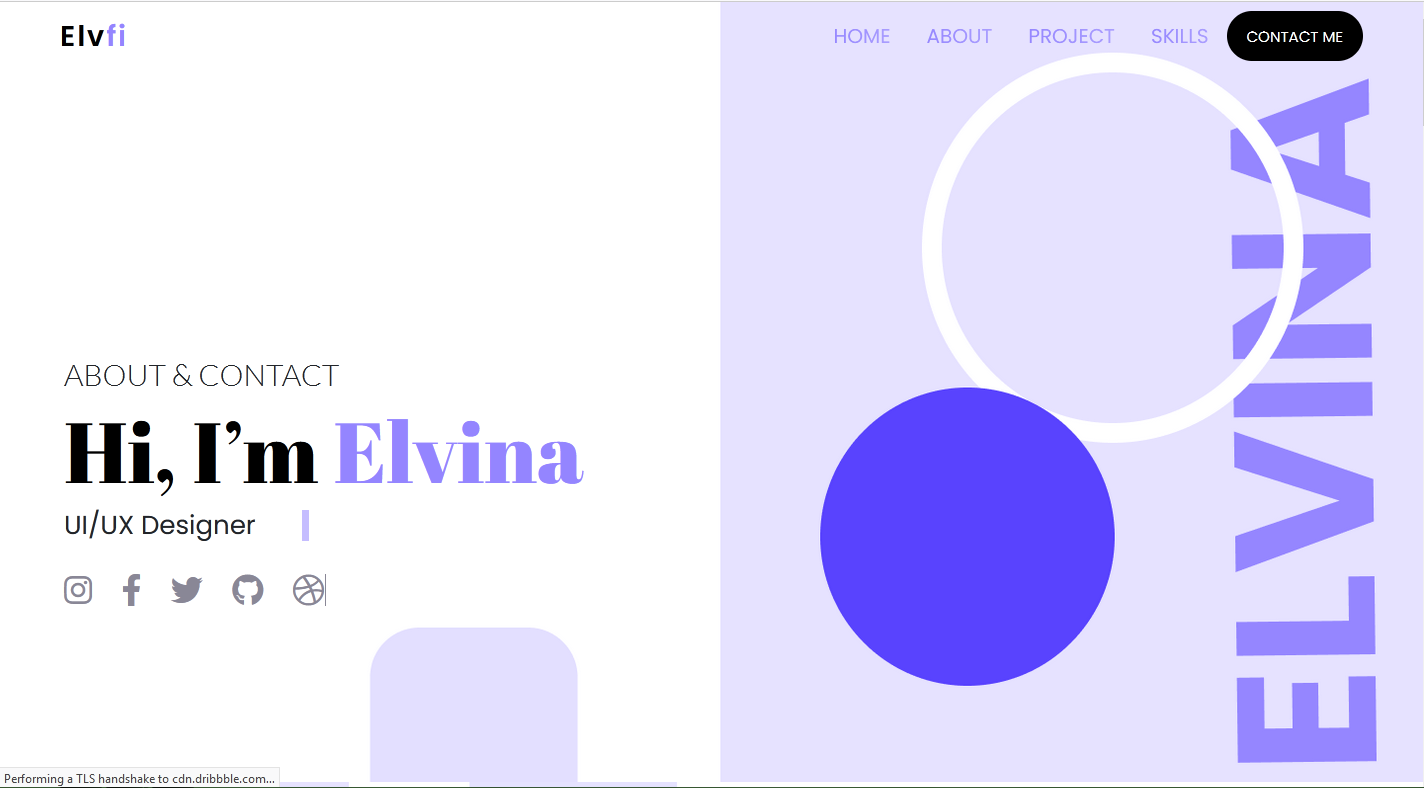 Elvfi
HOME ABOUT PROJECT SKILLS CONTACT ME
ABOUT & CONTACT
Hi, I’m Elvina
UI/UX Designer
ELVINA
Performing a TLS handshake to cdn.dribbble.com...